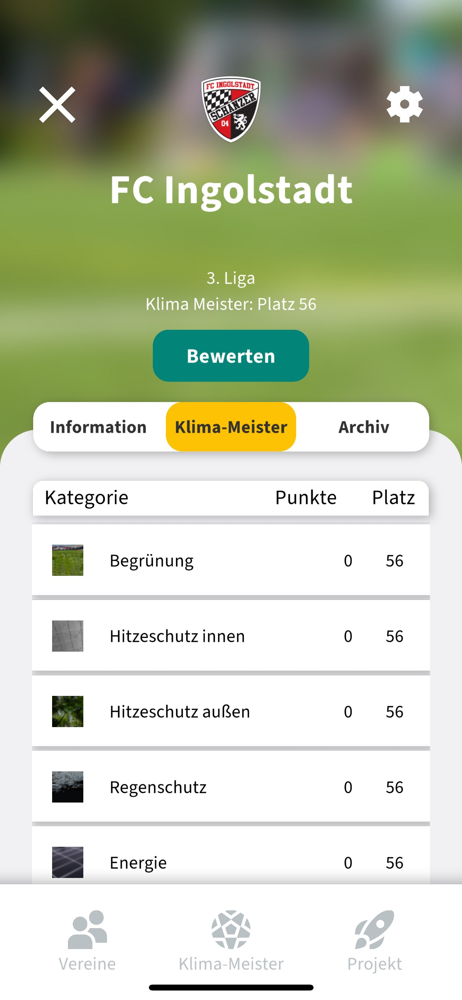 FC INGOLSTADT
SCHANZER
04
FC Ingolstadt
3. Liga
Klima Meister: Platz 56
Bewerten
Information Klima-Meister Archiv
Kategorie Punkte Platz
Begrünung 0 56
Hitzeschutz innen 0 56
Hitzeschutz außen 0 56
Regenschutz 0 56
Energie 0 56
Vereine Klima-Meister Projekt